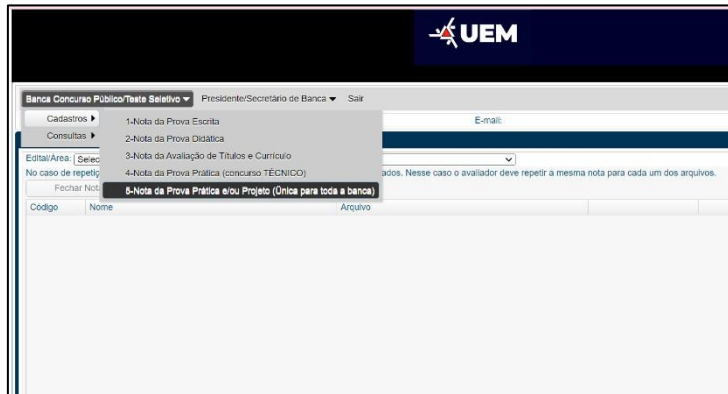 UEM
Banca Concurso Público/Teste Seletivo Presidente/Secretário de Banca Sair
Cadastros
Consultas
1-Nota da Prova Escrita
2-Nota da Prova Didática
3-Nota da Avaliação de Títulos e Currículo
4-Nota da Prova Prática (concurso TÉCNICO)
5-Nota da Prova Prática e/ou Projeto (Única para toda a banca)
E-mail:
Edital/Área: Selec
No caso de repetiç ados. Nesse caso o avaliador deve repetir a mesma nota para cada um dos arquivos.
Fechar Not
Código Nome Arquivo